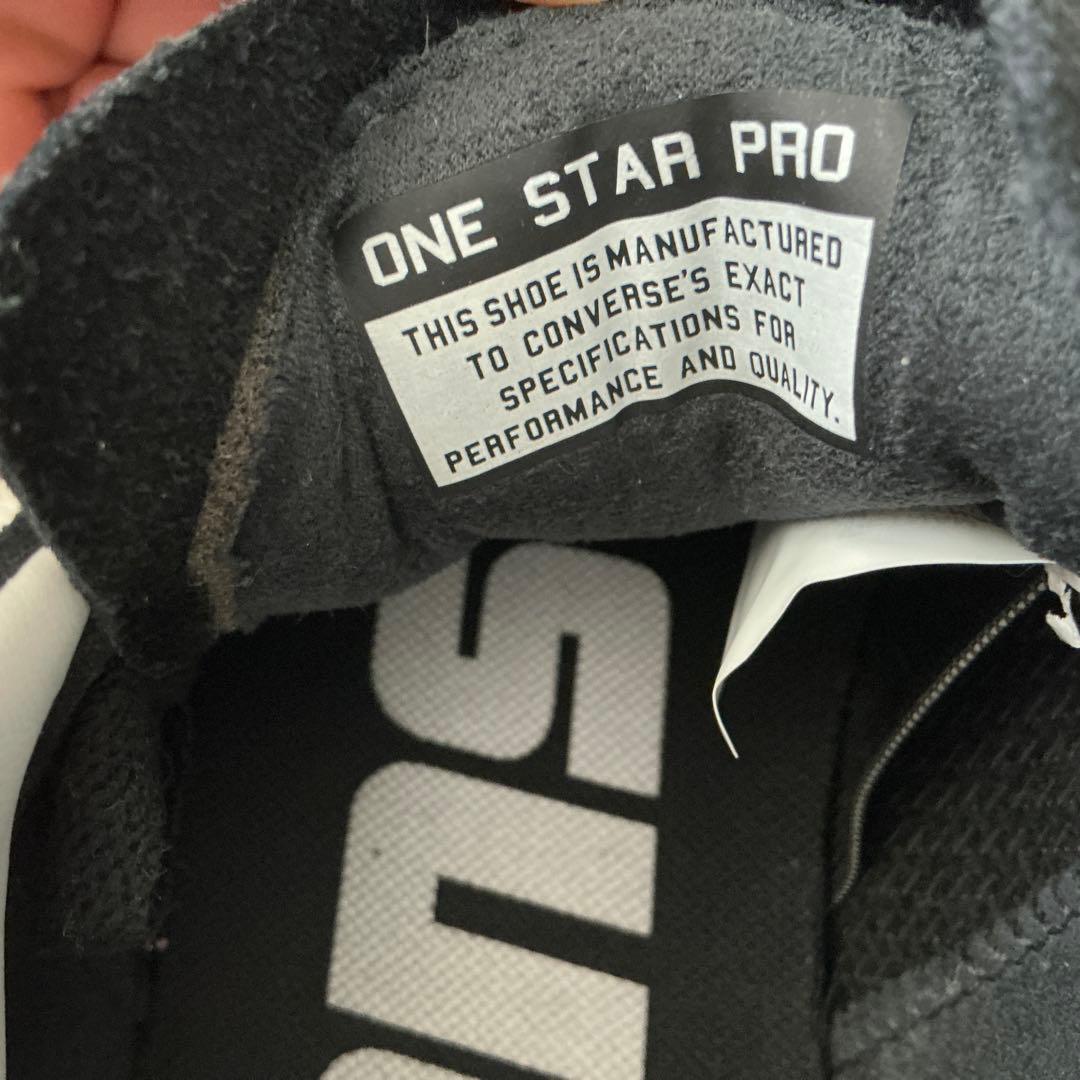 ONE STAR PRO
THIS SHOE IS MANUFACTURED
TO CONVERSE'S EXACT
SPECIFICATIONS FOR
PERFORMANCE AND QUALITY.